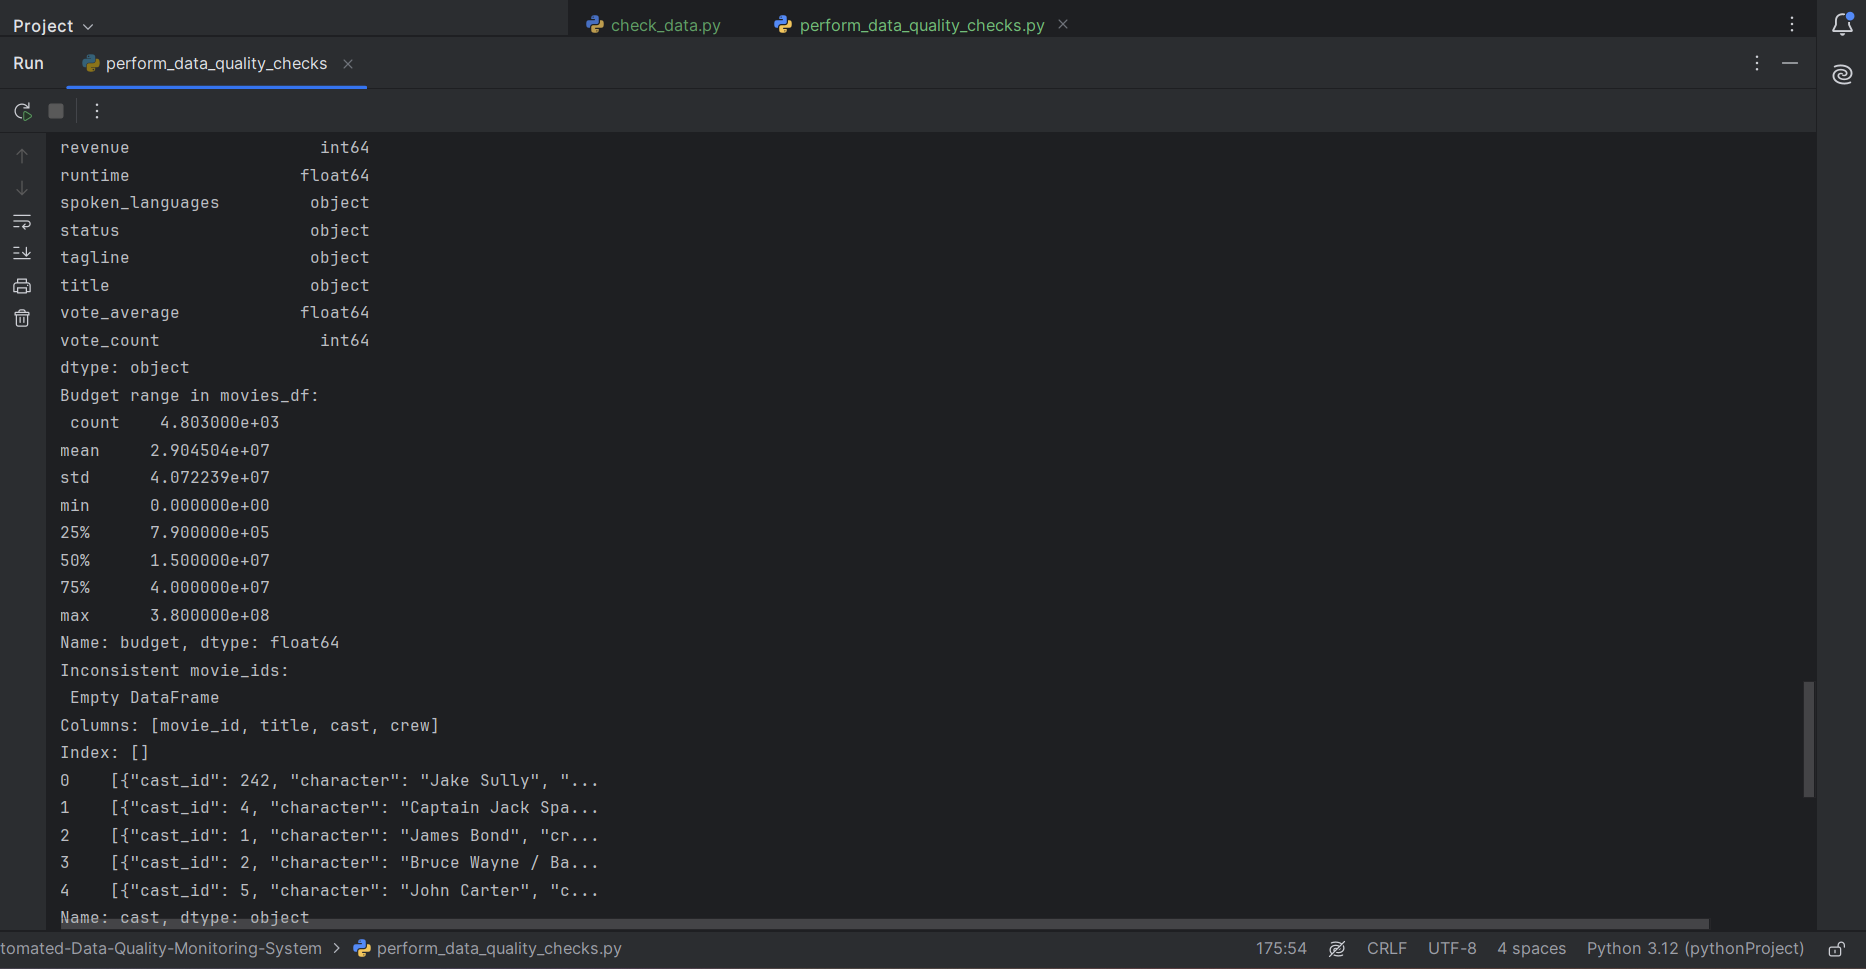 Project
check_data.py
perform_data_quality_checks.py
Run
perform_data_quality_checks
revenue int64
runtime float64
spoken_languages object
status object
tagline object
title object
vote_average float64
vote_count int64
dtype: object
Budget range in movies_df:
count 4.803000e+03
mean 2.904504e+07
std 4.072239e+07
min 0.000000e+00
25% 7.900000e+05
50% 1.500000e+07
75% 4.000000e+07
max 3.800000e+08
Name: budget, dtype: float64
Inconsistent movie_ids:
Empty DataFrame
Columns: [movie_id, title, cast, crew]
Index: []
0 [{"cast_id": 242, "character": "Jake Sully", "...
1 [{"cast_id": 4, "character": "Captain Jack Spa...
2 [{"cast_id": 1, "character": "James Bond", "cr...
3 [{"cast_id": 2, "character": "Bruce Wayne / Ba...
4 [{"cast_id": 5, "character": "John Carter", "c...
Name: cast, dtype: object
tomated-Data-Quality-Monitoring-System > perform_data_quality_checks.py
175:54 CRLF UTF-8 4 spaces Python 3.12 (pythonProject)